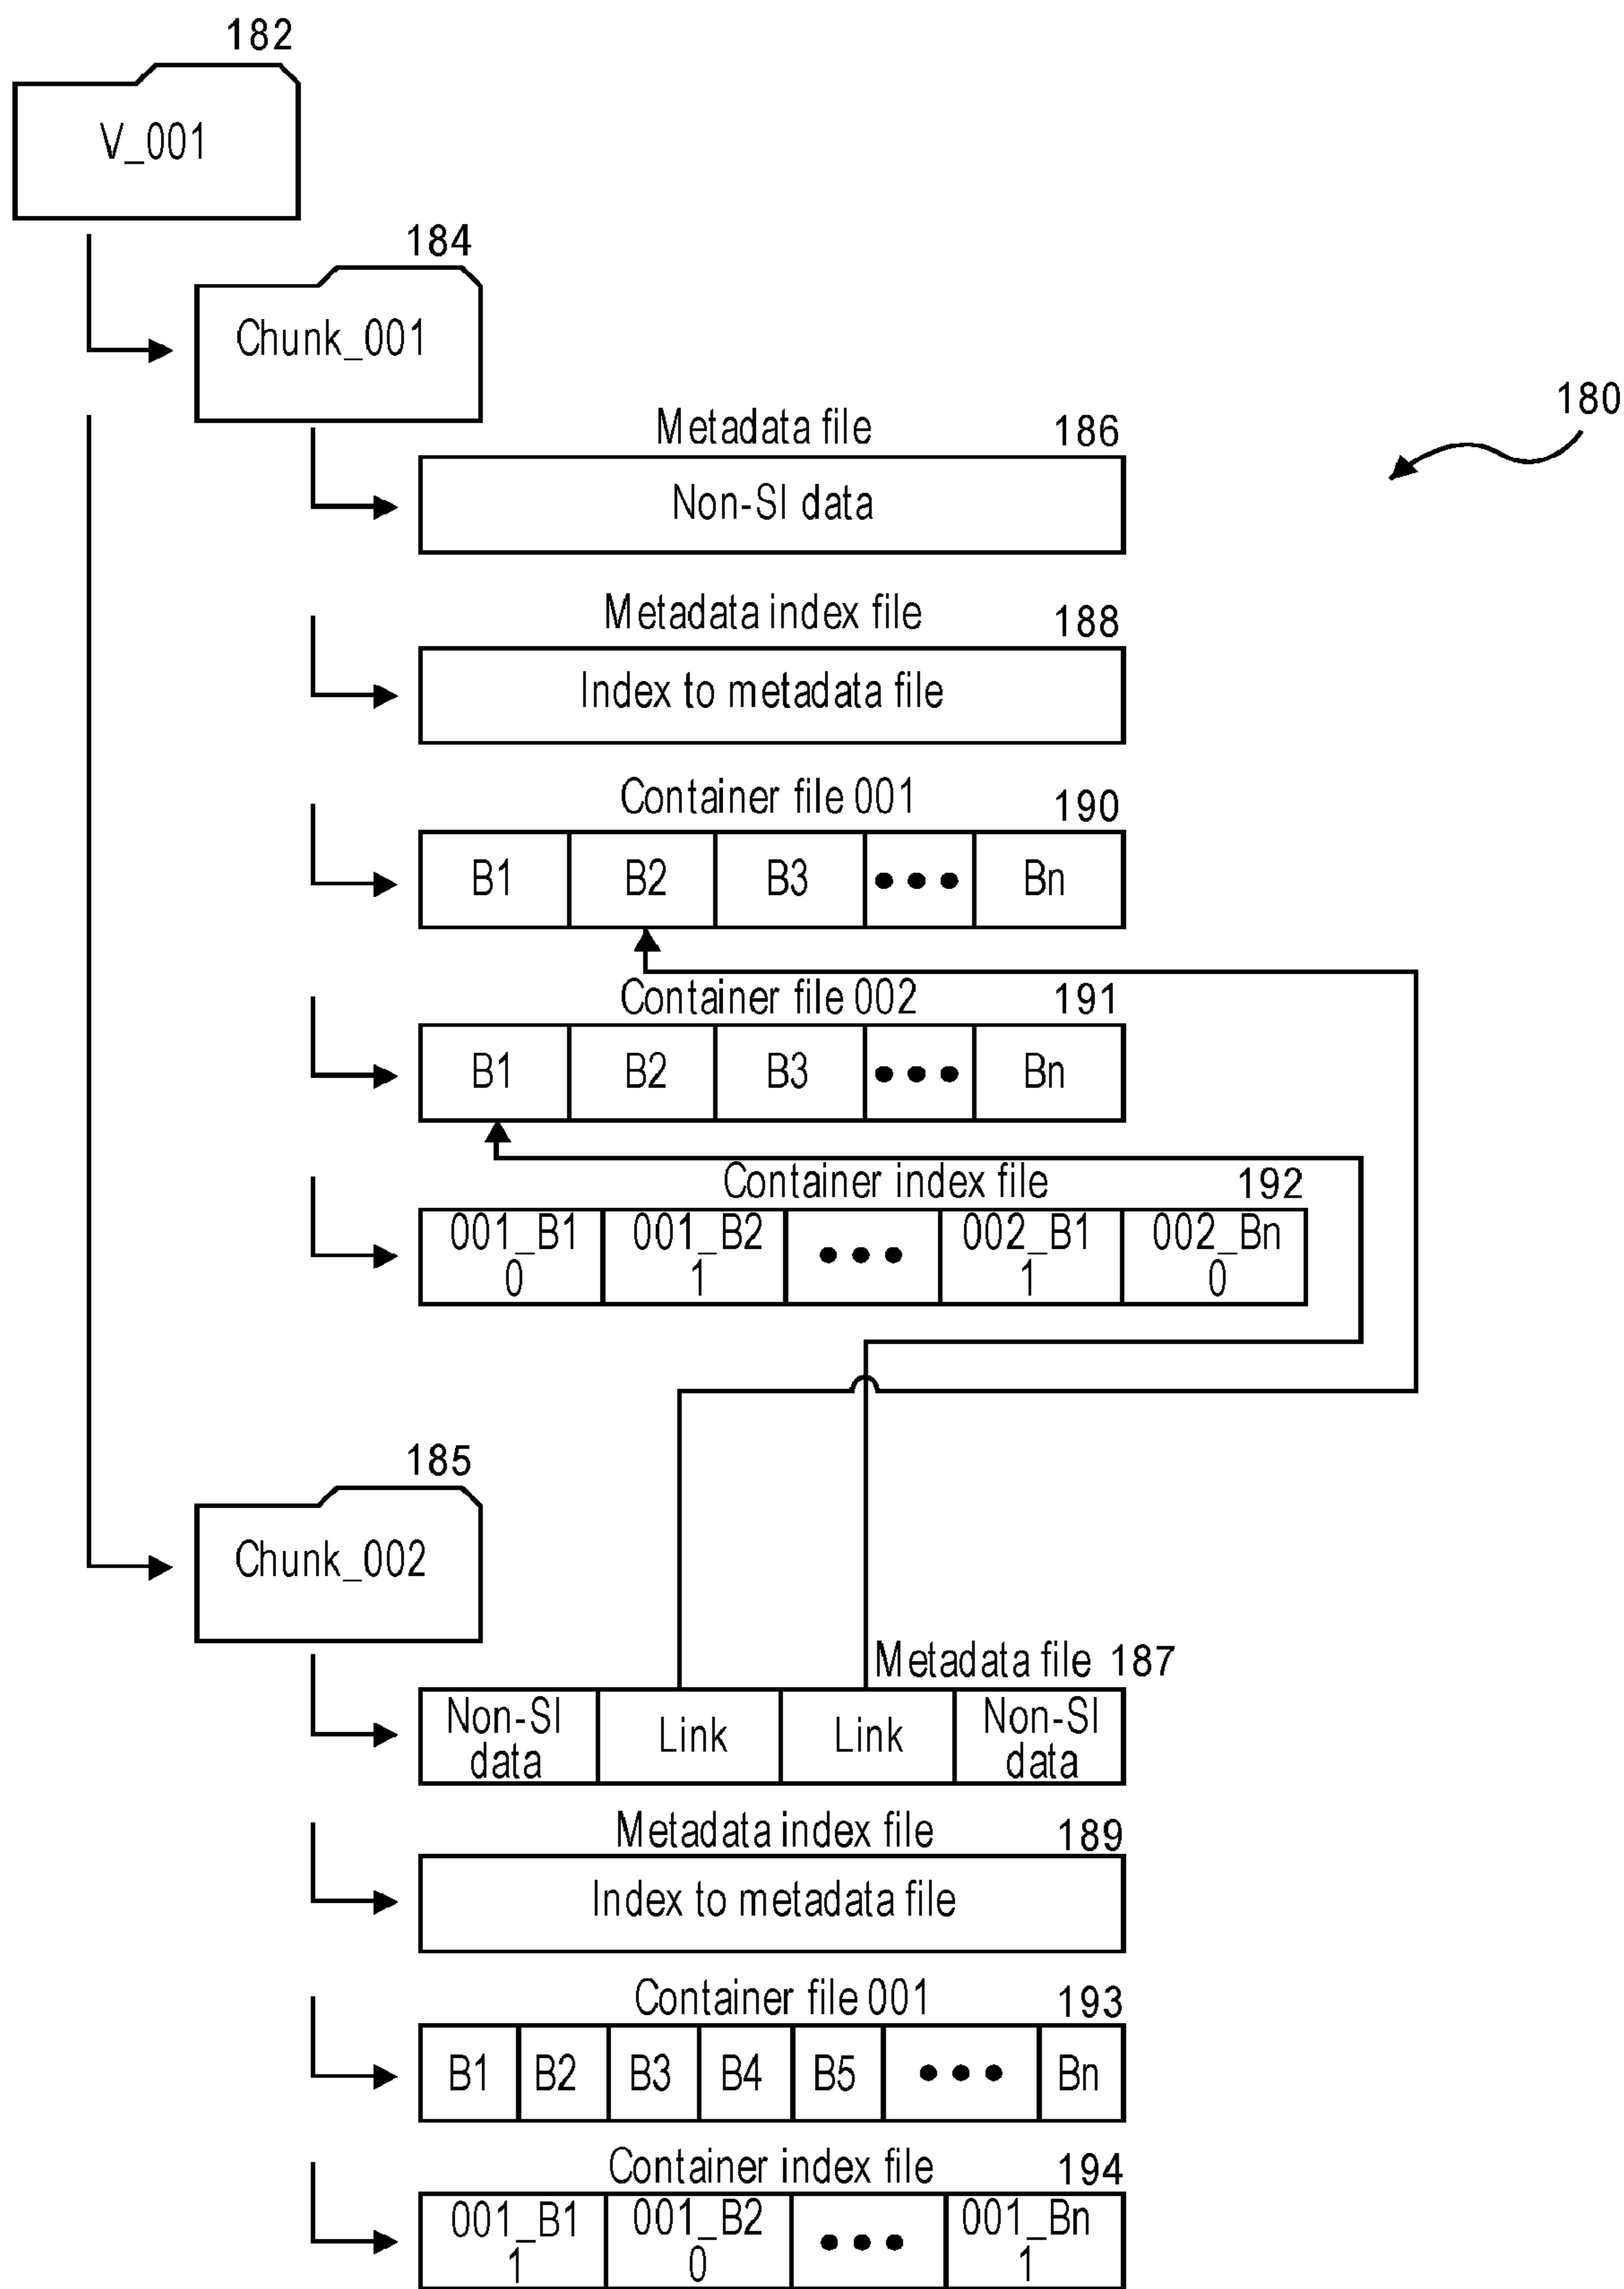 182
V_001
184
Chunk_001
180
Metadata file 186
Non-SI data
Metadata index file 188
Index to metadata file
Container file 001 190
B1 B2 B3 ••• Bn
Container file 002 191
B1 B2 B3 ••• Bn
Container index file 192
001_B1 001_B2 ••• 002_B1 002_Bn
0 1 1 0
185
Chunk_002
Metadata file 187
Non-SI Link Link Non-SI
data data
Metadata index file 189
Index to metadata file
Container file 001 193
B1 B2 B3 B4 B5 ••• Bn
Container index file 194
001_B1 001_B2 ••• 001_Bn
1 0 1